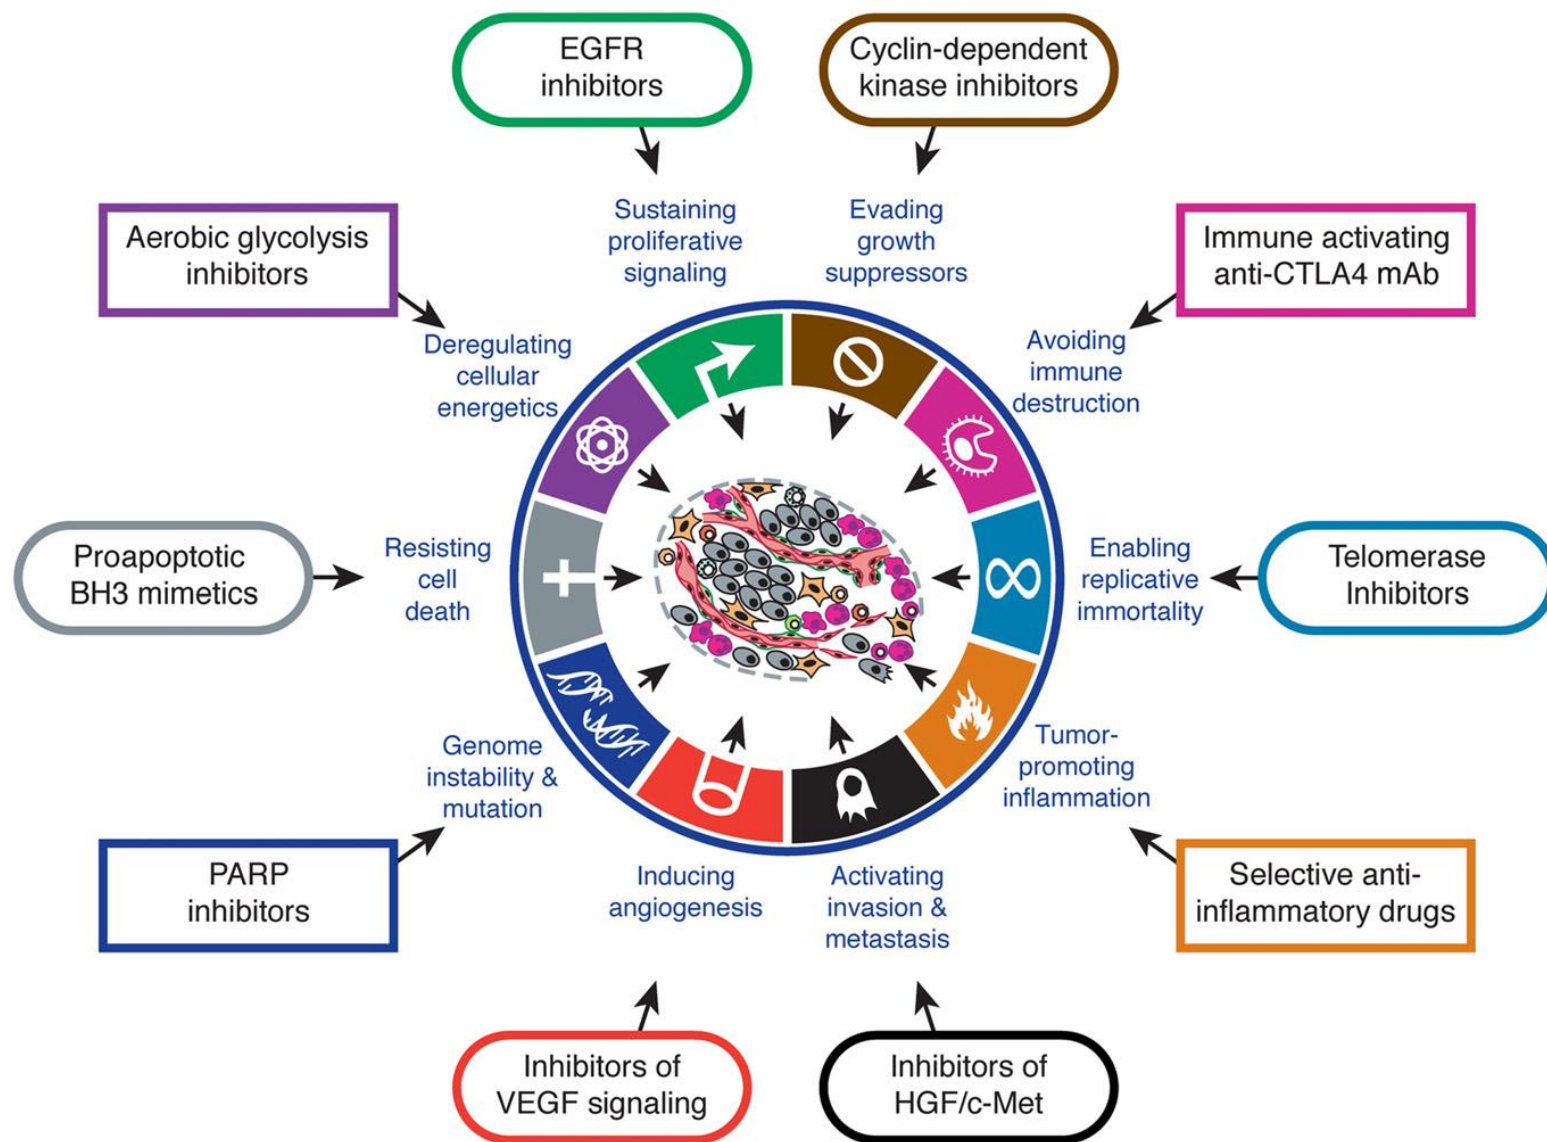 EGFR
inhibitors
Cyclin-dependent
kinase inhibitors
Sustaining
proliferative
signaling
Evading
growth
suppressors
Aerobic glycolysis
inhibitors
Immune activating
anti-CTLA4 mAb
Deregulating
cellular
energetics
Avoiding
immune
destruction
Proapoptotic
BH3 mimetics
Resisting
cell
death
Enabling
replicative
immortality
Telomerase
Inhibitors
Genome
instability &
mutation
Tumor-
promoting
inflammation
PARP
inhibitors
Inducing
angiogenesis
Activating
invasion &
metastasis
Selective anti-
inflammatory drugs
Inhibitors of
VEGF signaling
Inhibitors of
HGF/c-Met